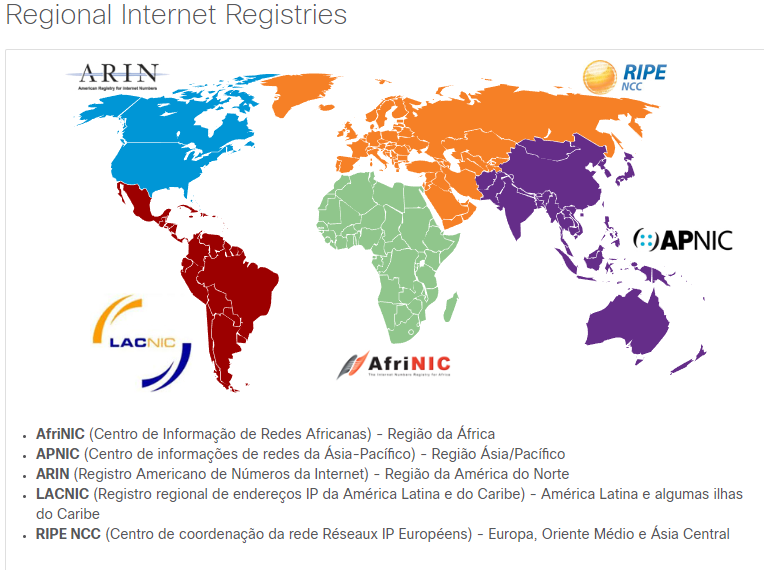 Regional Internet Registries
ARIN
American Registry for Internet Numbers
RIPE
NCC
APNIC
LACNIC
AfriNIC
The Internet Numbers Registry for Africa
AfriNIC (Centro de Informação de Redes Africanas) - Região da África
APNIC (Centro de informações de redes da Ásia-Pacífico) - Região Ásia/Pacífico
ARIN (Registro Americano de Números da Internet) - Região da América do Norte
LACNIC (Registro regional de endereços IP da América Latina e do Caribe) - América Latina e algumas ilhas
do Caribe
RIPE NCC (Centro de coordenação da rede Réseaux IP Européens) - Europa, Oriente Médio e Ásia Central